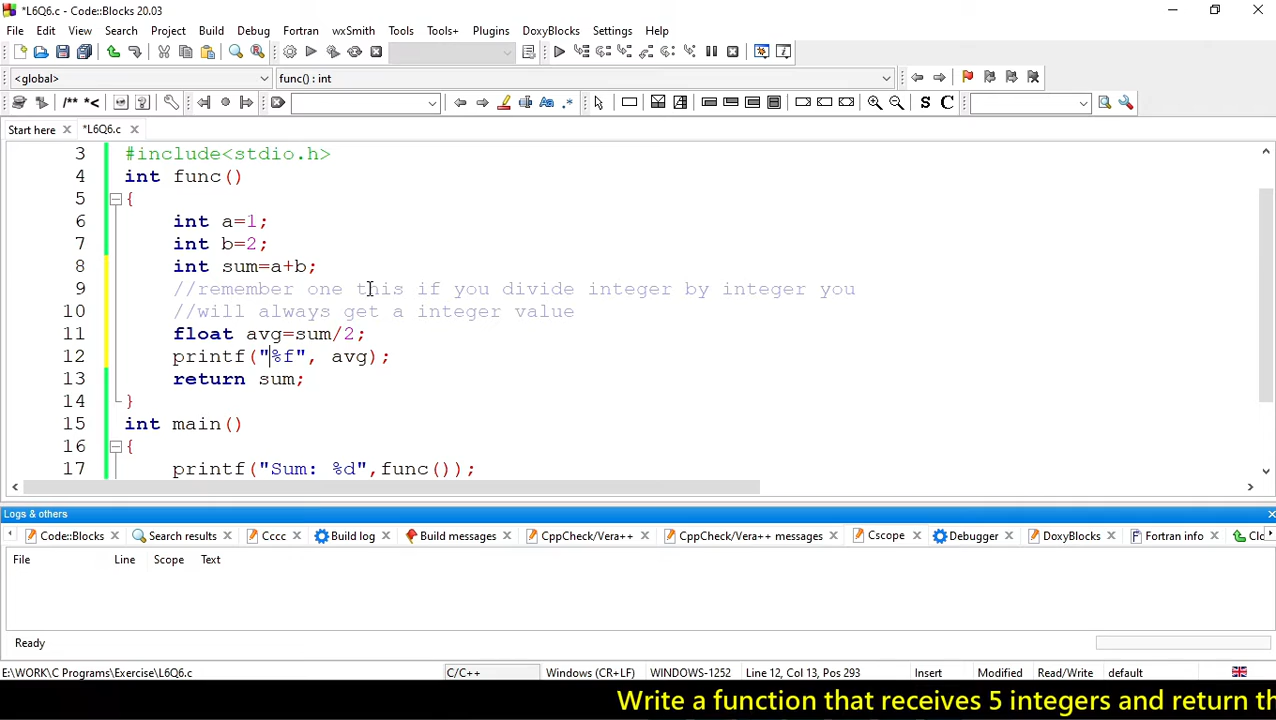 *L6Q6.c - Code::Blocks 20.03
File Edit View Search Project Build Debug Fortran wxSmith Tools Tools+ Plugins DoxyBlocks Settings Help
<global> func() : int
/** *< Aa .* S C
Start here *L6Q6.c
3 #include<stdio.h>
4 int func()
5 {
6 int a=1;
7 int b=2;
8 int sum=a+b;
9 //remember one this if you divide integer by integer you
10 //will always get a integer value
11 float avg=sum/2;
12 printf("%f", avg);
13 return sum;
14 }
15 int main()
16 {
17 printf("Sum: %d",func());
Logs & others
Code::Blocks Search results Cccc Build log Build messages CppCheck/Vera++ CppCheck/Vera++ messages Cscope Debugger DoxyBlocks Fortran info Clo
File Line Scope Text
Ready
E:\WORK\C Programs\Exercise\L6Q6.c C/C++ Windows (CR+LF) WINDOWS-1252 Line 12, Col 13, Pos 293 Insert Modified Read/Write default
Write a function that receives 5 integers and return th